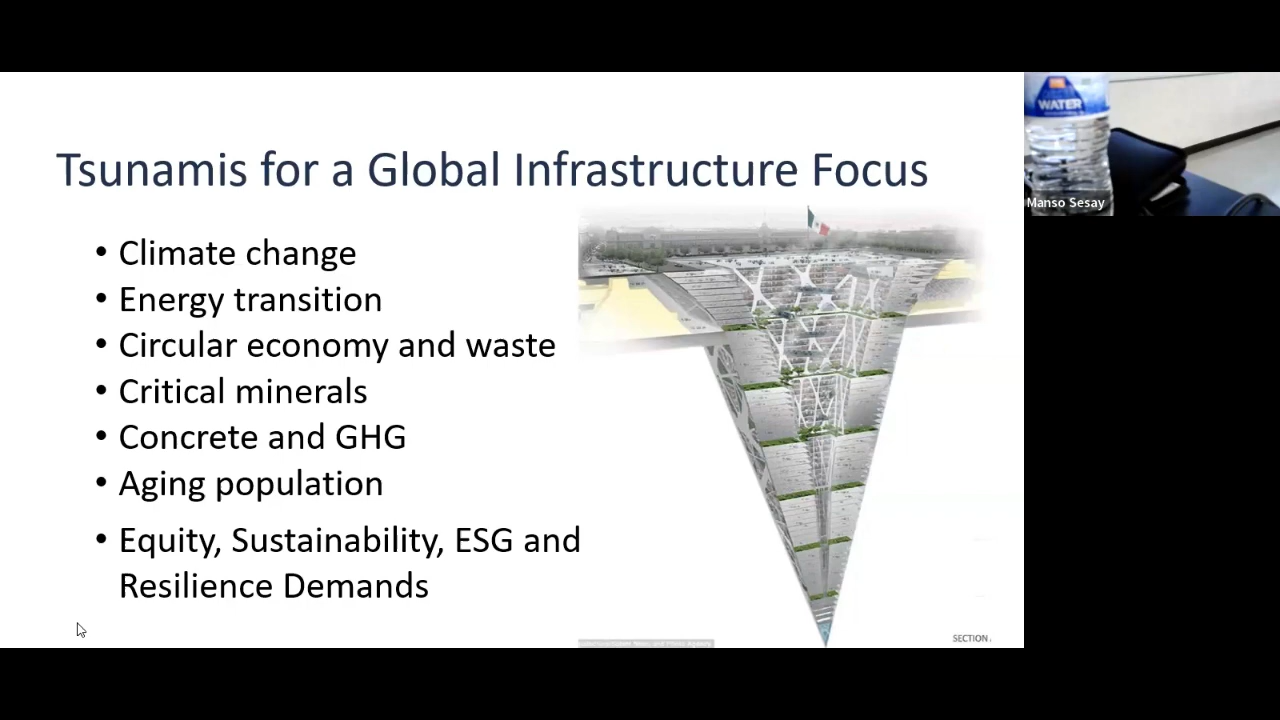 Tsunamis for a Global Infrastructure Focus
• Climate change
• Energy transition
• Circular economy and waste
• Critical minerals
• Concrete and GHG
• Aging population
• Equity, Sustainability, ESG and
Resilience Demands
SECTION
WATER
Manso Sesay